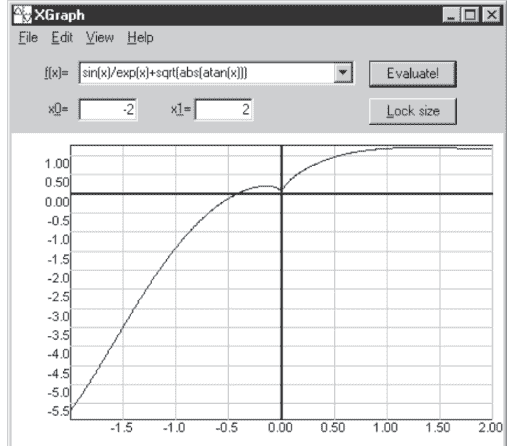 XGraph
File Edit View Help
f(x)= sin(x)/exp(x)+sqrt(abs(atan(x))) Evaluate!
x0= -2 x1= 2 Lock size
1.00
0.50
0.00
-0.5
-1.0
-1.5
-2.0
-2.5
-3.0
-3.5
-4.0
-4.5
-5.0
-5.5
-1.5 -1.0 -0.5 0.00 0.50 1.00 1.50 2.00